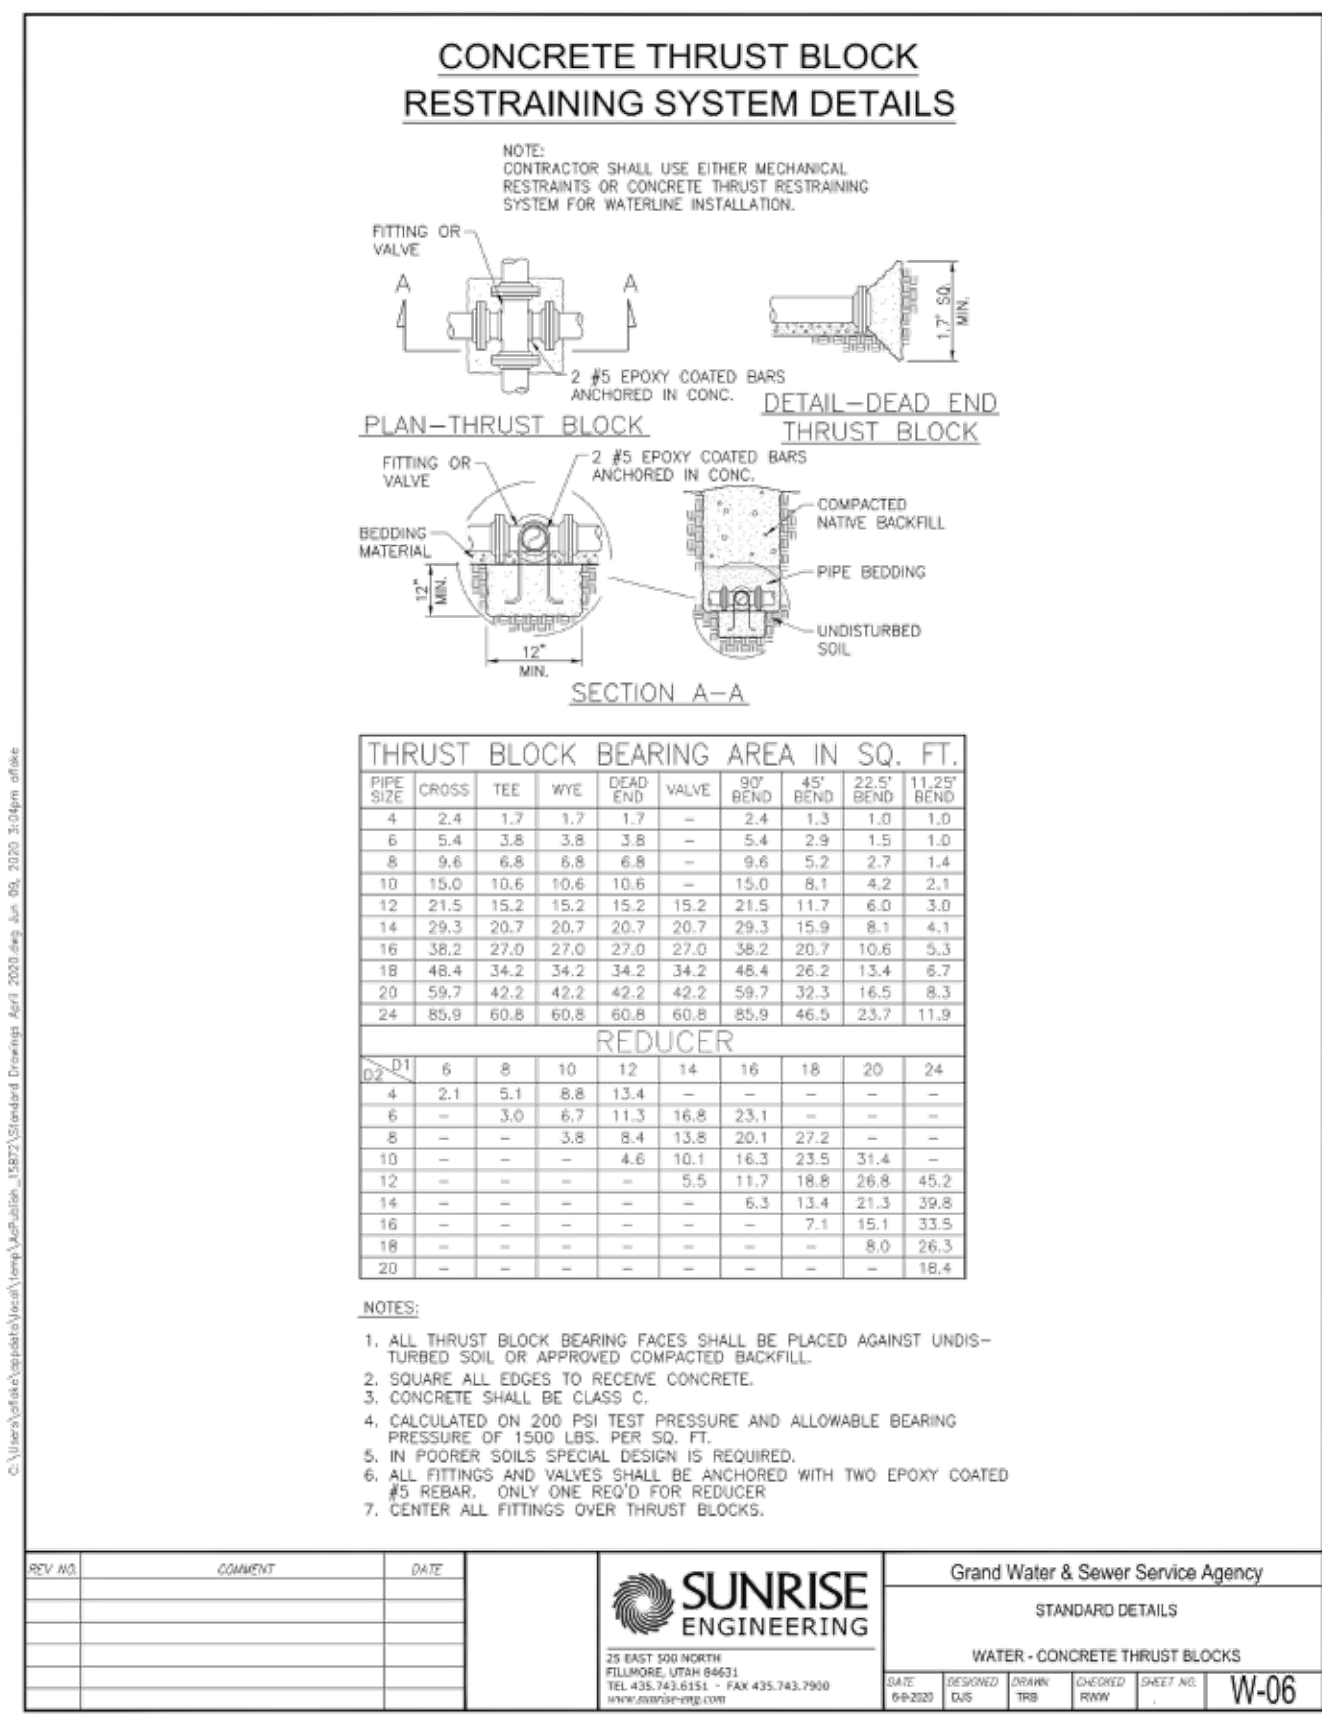 CONCRETE THRUST BLOCK
RESTRAINING SYSTEM DETAILS
NOTE:
CONTRACTOR SHALL USE EITHER MECHANICAL
RESTRAINTS OR CONCRETE THRUST RESTRAINING
SYSTEM FOR WATERLINE INSTALLATION.
FITTING OR
VALVE
A
A
2 #5 EPOXY COATED BARS
ANCHORED IN CONC.
PLAN-THRUST BLOCK
1.7' SQ.
MIN.
DETAIL-DEAD END
THRUST BLOCK
FITTING OR
VALVE
2 #5 EPOXY COATED BARS
ANCHORED IN CONC.
BEDDING
MATERIAL
12"
MIN.
12"
MIN.
COMPACTED
NATIVE BACKFILL
PIPE BEDDING
UNDISTURBED
SOIL
SECTION A-A
THRUST BLOCK BEARING AREA IN SQ. FT.
PIPE SIZE CROSS TEE WYE DEAD END VALVE 90° BEND 45° BEND 22.5° BEND 11.25° BEND
4 2.4 1.7 1.7 1.7 - 2.4 1.3 1.0 1.0
6 5.4 3.8 3.8 3.8 - 5.4 2.9 1.5 1.0
8 9.6 6.8 6.8 6.8 - 9.6 5.2 2.7 1.4
10 15.0 10.6 10.6 10.6 - 15.0 8.1 4.2 2.1
12 21.5 15.2 15.2 15.2 15.2 21.5 11.7 6.0 3.0
14 29.3 20.7 20.7 20.7 20.7 29.3 15.9 8.1 4.1
16 38.2 27.0 27.0 27.0 27.0 38.2 20.7 10.6 5.3
18 48.4 34.2 34.2 34.2 34.2 48.4 26.2 13.4 6.7
20 59.7 42.2 42.2 42.2 42.2 59.7 32.3 16.5 8.3
24 85.9 60.8 60.8 60.8 60.8 85.9 46.5 23.7 11.9
REDUCER
D2 D1 6 8 10 12 14 16 18 20 24
4 2.1 5.1 8.8 13.4 - - - - -
6 - 3.0 6.7 11.3 16.8 23.1 - - -
8 - - 3.8 8.4 13.8 20.1 27.2 - -
10 - - - 4.6 10.1 16.3 23.5 31.4 -
12 - - - - 5.5 11.7 18.8 26.8 45.2
14 - - - - - 6.3 13.4 21.3 39.8
16 - - - - - - 7.1 15.1 33.5
18 - - - - - - - 8.0 26.3
20 - - - - - - - - 18.4
NOTES:
1. ALL THRUST BLOCK BEARING FACES SHALL BE PLACED AGAINST UNDIS-
TURBED SOIL OR APPROVED COMPACTED BACKFILL.
2. SQUARE ALL EDGES TO RECEIVE CONCRETE.
3. CONCRETE SHALL BE CLASS C.
4. CALCULATED ON 200 PSI TEST PRESSURE AND ALLOWABLE BEARING
PRESSURE OF 1500 LBS. PER SQ. FT.
5. IN POORER SOILS SPECIAL DESIGN IS REQUIRED.
6. ALL FITTINGS AND VALVES SHALL BE ANCHORED WITH TWO EPOXY COATED
#5 REBAR. ONLY ONE REQ'D FOR REDUCER
7. CENTER ALL FITTINGS OVER THRUST BLOCKS.
C:\Users\aflake\appdata\local\temp\AcPublish_15872\Standard Drawings April 2020.dwg Jun 09, 2020 3:04pm aflake
REV NO. COMMENT DATE
SUNRISE
ENGINEERING
25 EAST 500 NORTH
FILLMORE, UTAH 84631
TEL 435.743.6151 - FAX 435.743.7900
www.sunrise-eng.com
Grand Water & Sewer Service Agency
STANDARD DETAILS
WATER - CONCRETE THRUST BLOCKS
DATE DESIGNED DRAWN CHECKED SHEET NO.
6-9-2020 DJS TRB RWW
W-06